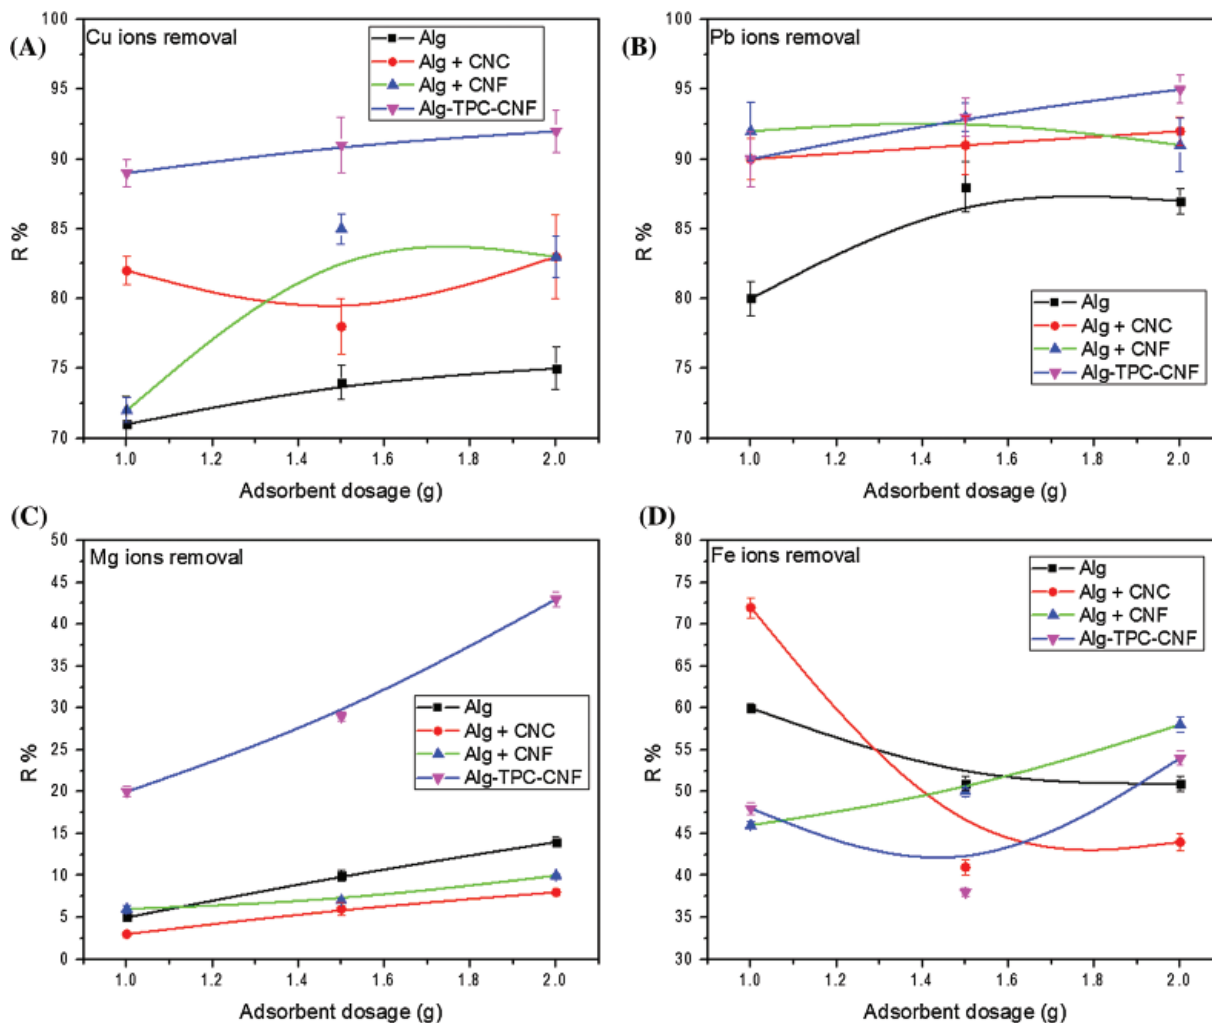 (A)
Cu ions removal
Alg
Alg + CNC
Alg + CNF
Alg-TPC-CNF
100
95
90
85
80
75
70
R %
1.0 1.2 1.4 1.6 1.8 2.0
Adsorbent dosage (g)
(B)
Pb ions removal
Alg
Alg + CNC
Alg + CNF
Alg-TPC-CNF
100
95
90
85
80
75
70
R %
1.0 1.2 1.4 1.6 1.8 2.0
Adsorbent dosage (g)
(C)
Mg ions removal
Alg
Alg + CNC
Alg + CNF
Alg-TPC-CNF
50
45
40
35
30
25
20
15
10
5
0
R %
1.0 1.2 1.4 1.6 1.8 2.0
Adsorbent dosage (g)
(D)
Fe ions removal
Alg
Alg + CNC
Alg + CNF
Alg-TPC-CNF
80
75
70
65
60
55
50
45
40
35
30
R %
1.0 1.2 1.4 1.6 1.8 2.0
Adsorbent dosage (g)